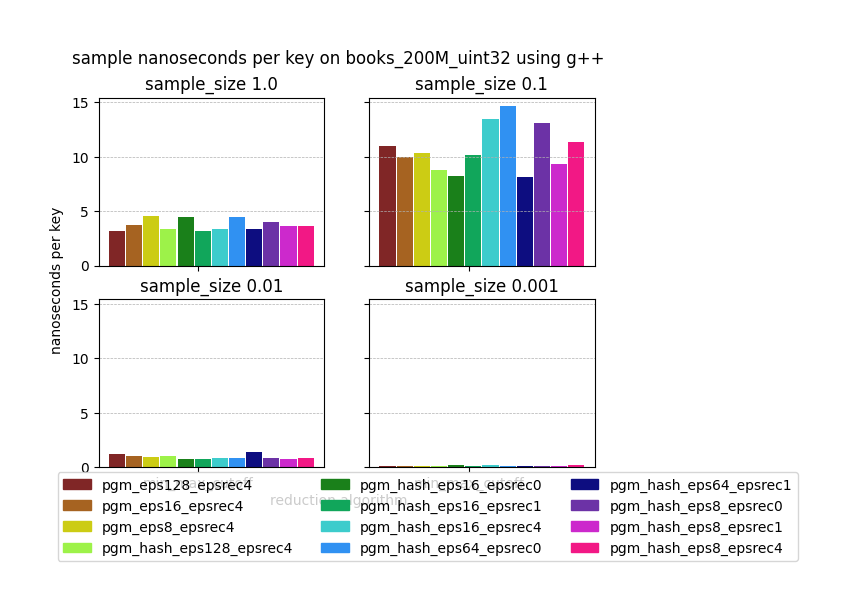 sample nanoseconds per key on books_200M_uint32 using g++
sample_size 1.0
sample_size 0.1
15
10
5
0
nanoseconds per key
sample_size 0.01
sample_size 0.001
15
10
5
0
reduction algorithm
pgm_eps128_epsrec4
pgm_eps16_epsrec4
pgm_eps8_epsrec4
pgm_hash_eps128_epsrec4
pgm_hash_eps16_epsrec0
pgm_hash_eps16_epsrec1
pgm_hash_eps16_epsrec4
pgm_hash_eps64_epsrec0
pgm_hash_eps64_epsrec1
pgm_hash_eps8_epsrec0
pgm_hash_eps8_epsrec1
pgm_hash_eps8_epsrec4